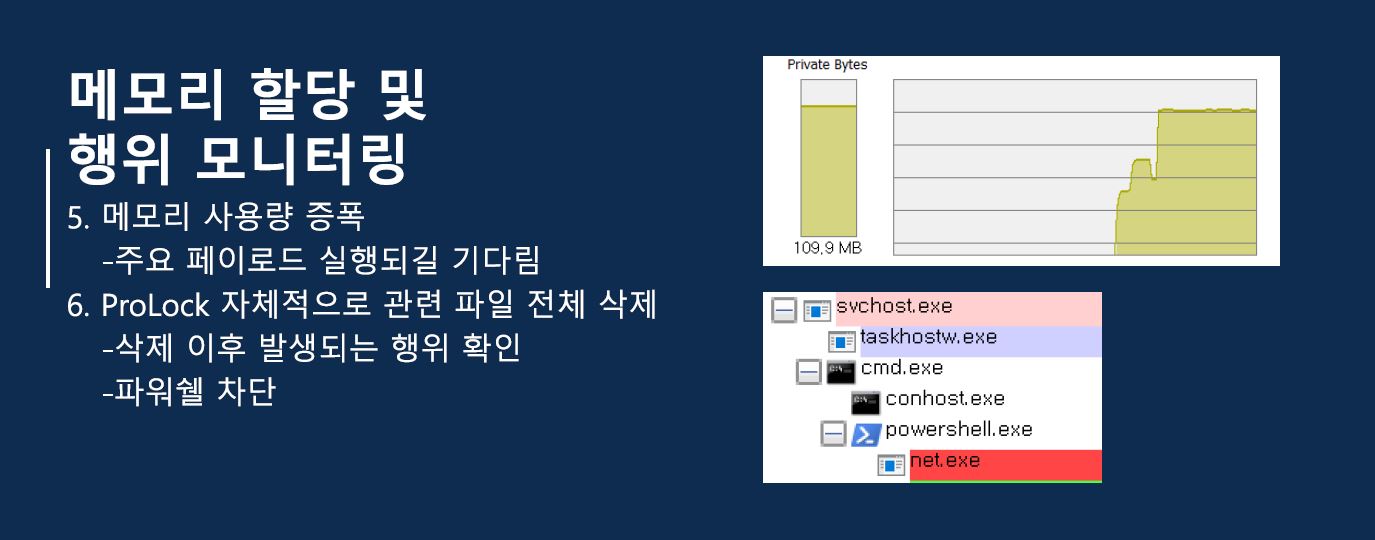 메모리 할당 및
행위 모니터링
5. 메모리 사용량 증폭
-주요 페이로드 실행되길 기다림
6. ProLock 자체적으로 관련 파일 전체 삭제
-삭제 이후 발생되는 행위 확인
-파워쉘 차단
Private Bytes
109,9 MB
svchost.exe
taskhostw.exe
cmd.exe
conhost.exe
powershell.exe
net.exe